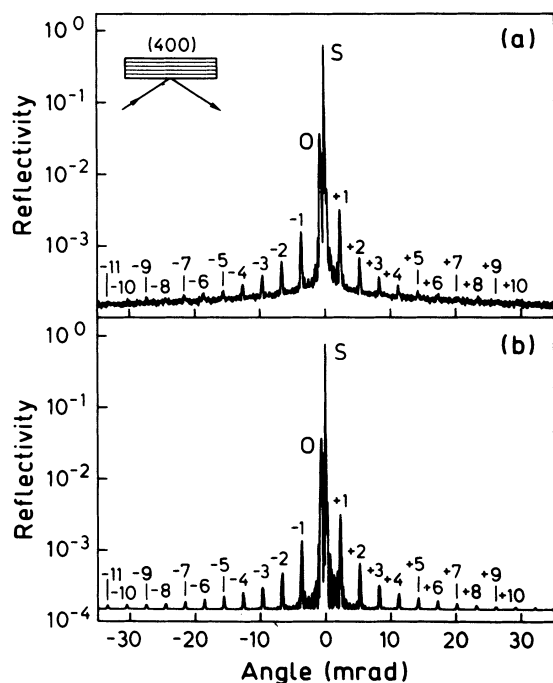 (400)
(a)
Reflectivity
10⁰
10⁻¹
10⁻²
10⁻³
S
O
-11 -10 -9 -8 -7 -6 -5 -4 -3 -2 -1 +1 +2 +3 +4 +5 +6 +7 +8 +9 +10
(b)
Reflectivity
10⁰
10⁻¹
10⁻²
10⁻³
10⁻⁴
S
O
-11 -10 -9 -8 -7 -6 -5 -4 -3 -2 -1 +1 +2 +3 +4 +5 +6 +7 +8 +9 +10
-30 -20 -10 0 10 20 30
Angle (mrad)